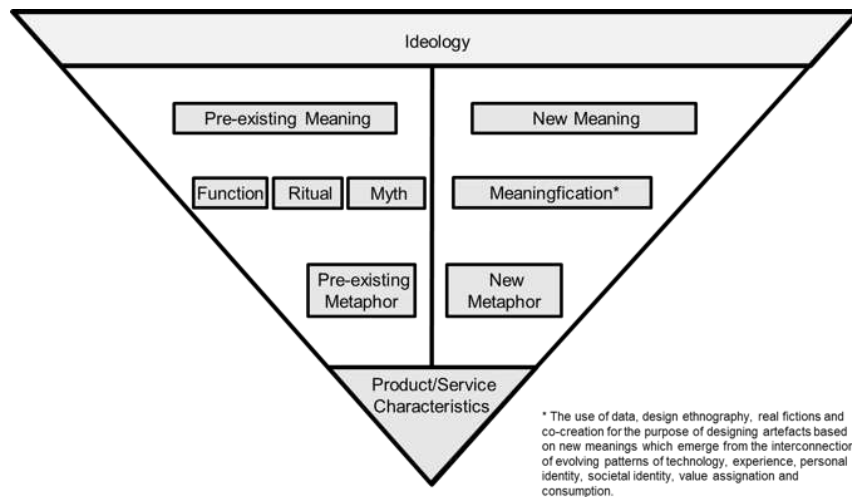 Ideology
Pre-existing Meaning
New Meaning
Function
Ritual
Myth
Meaningfication*
Pre-existing
Metaphor
New
Metaphor
Product/Service
Characteristics
* The use of data, design ethnography, real fictions and
co-creation for the purpose of designing artefacts based
on new meanings which emerge from the interconnection
of evolving patterns of technology, experience, personal
identity, societal identity, value assignation and
consumption.